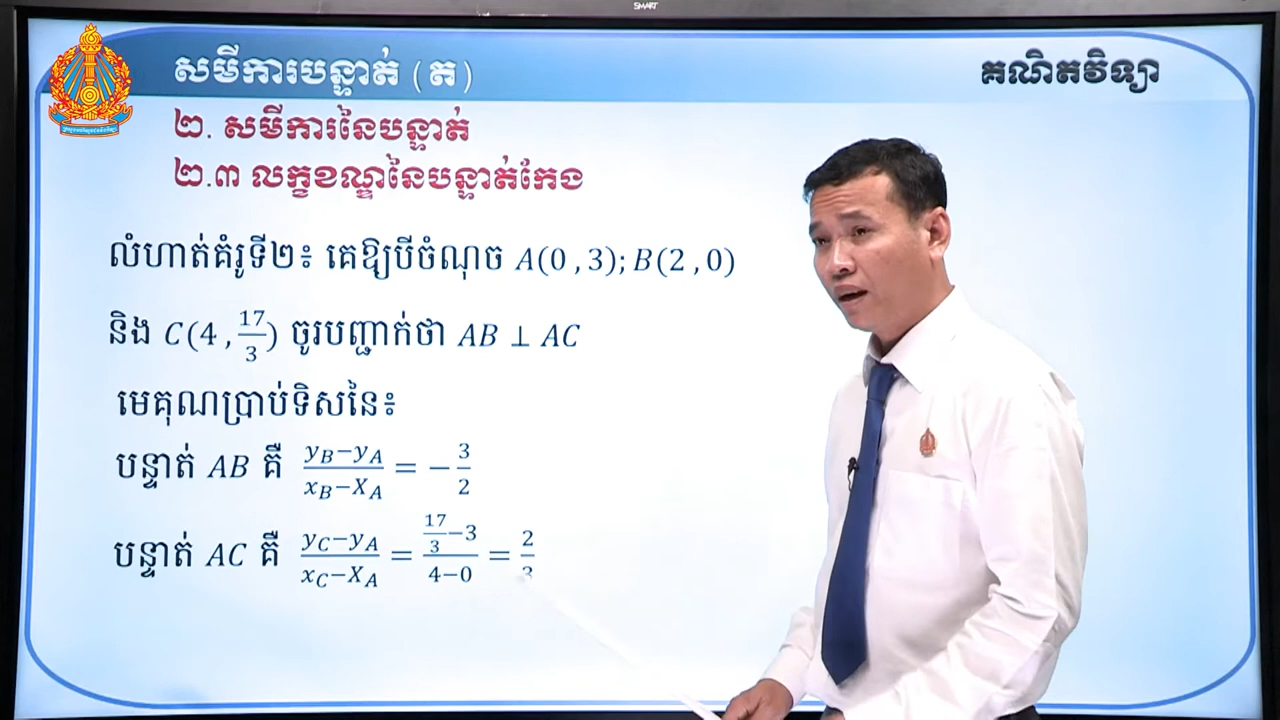 SMART
សមីការបន្ទាត់ (ត)
គណិតវិទ្យា
២. សមីការនៃបន្ទាត់
២.៣ លក្ខខណ្ឌនៃបន្ទាត់កែង
លំហាត់គំរូទី២៖ គេឱ្យបីចំណុច A(0 , 3); B(2 , 0)
និង C(4 , 17/3) ចូរបញ្ជាក់ថា AB ⊥ AC
មេគុណប្រាប់ទិសនៃ៖
បន្ទាត់ AB គឺ (y_B−y_A)/(x_B−X_A) = −3/2
បន្ទាត់ AC គឺ (y_C−y_A)/(x_C−X_A) = (17/3−3)/(4−0) = 2/3